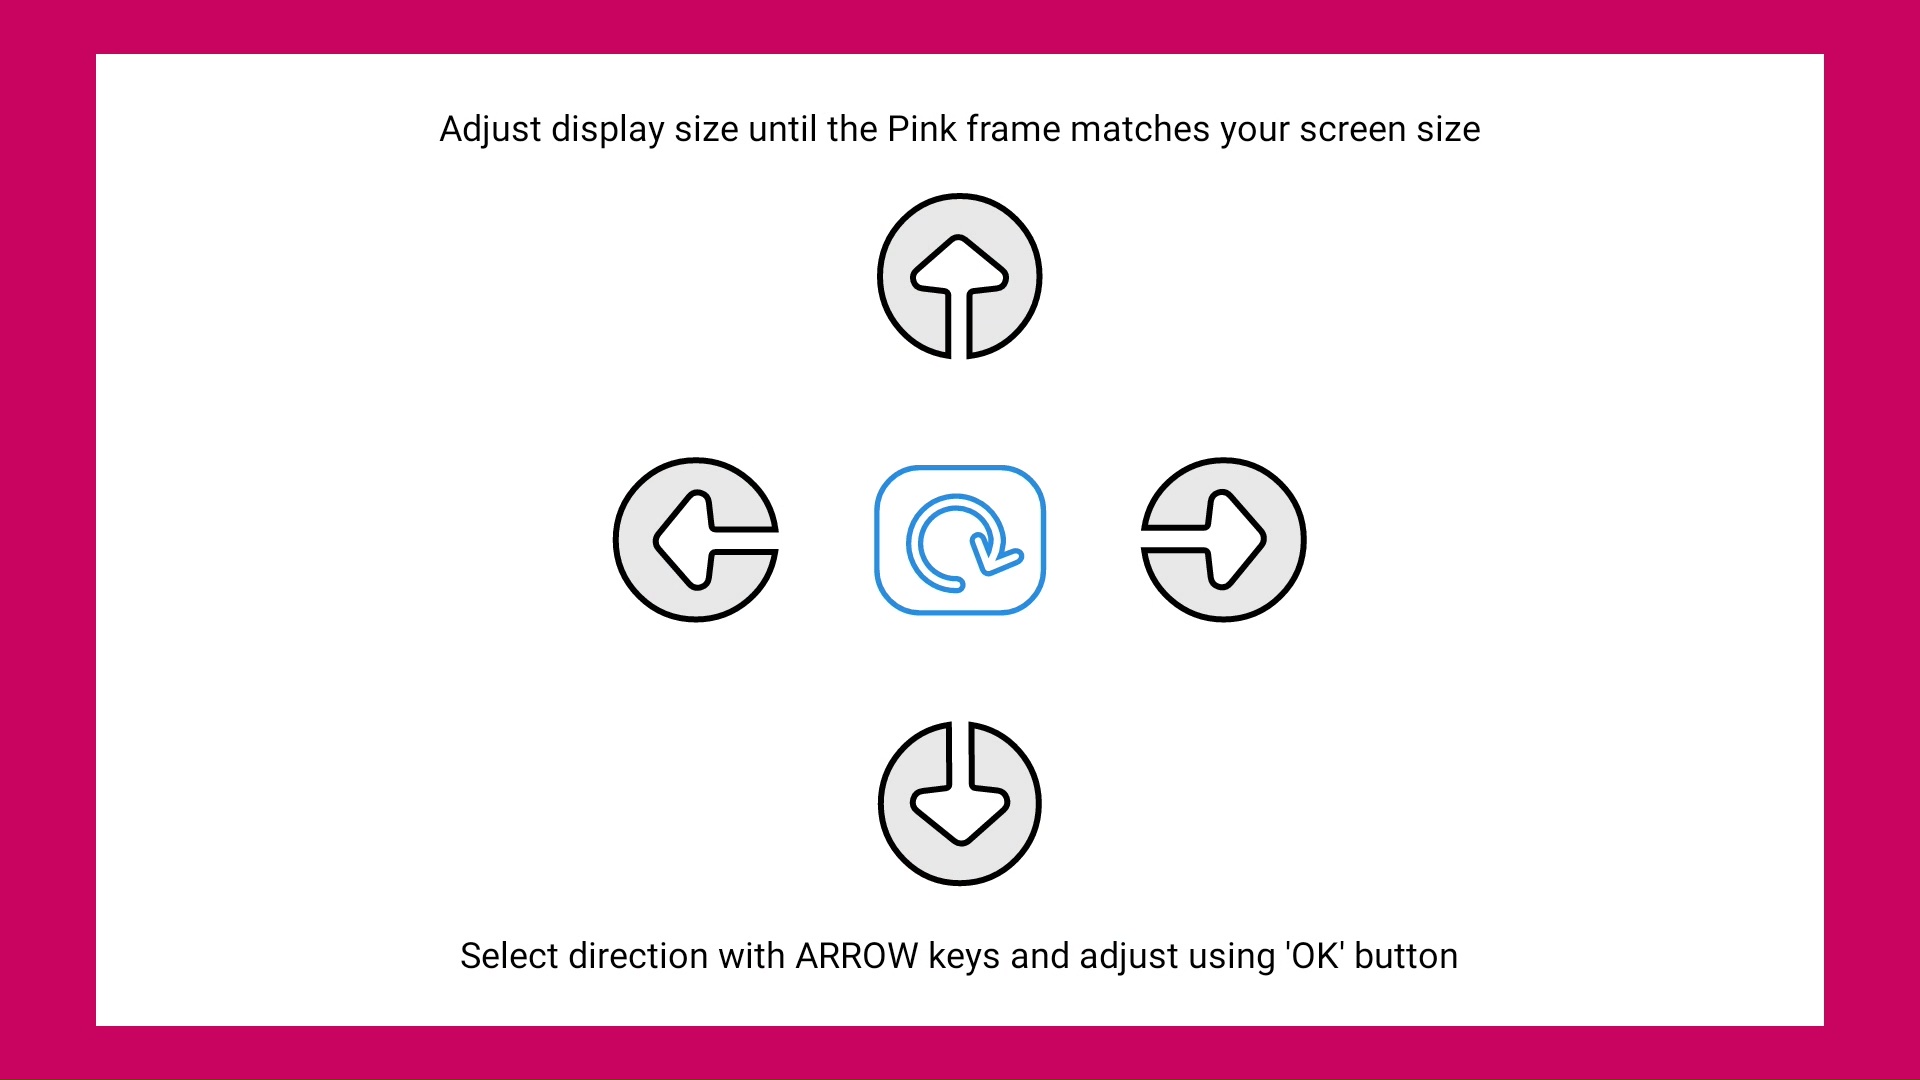 Adjust display size until the Pink frame matches your screen size
Select direction with ARROW keys and adjust using 'OK' button